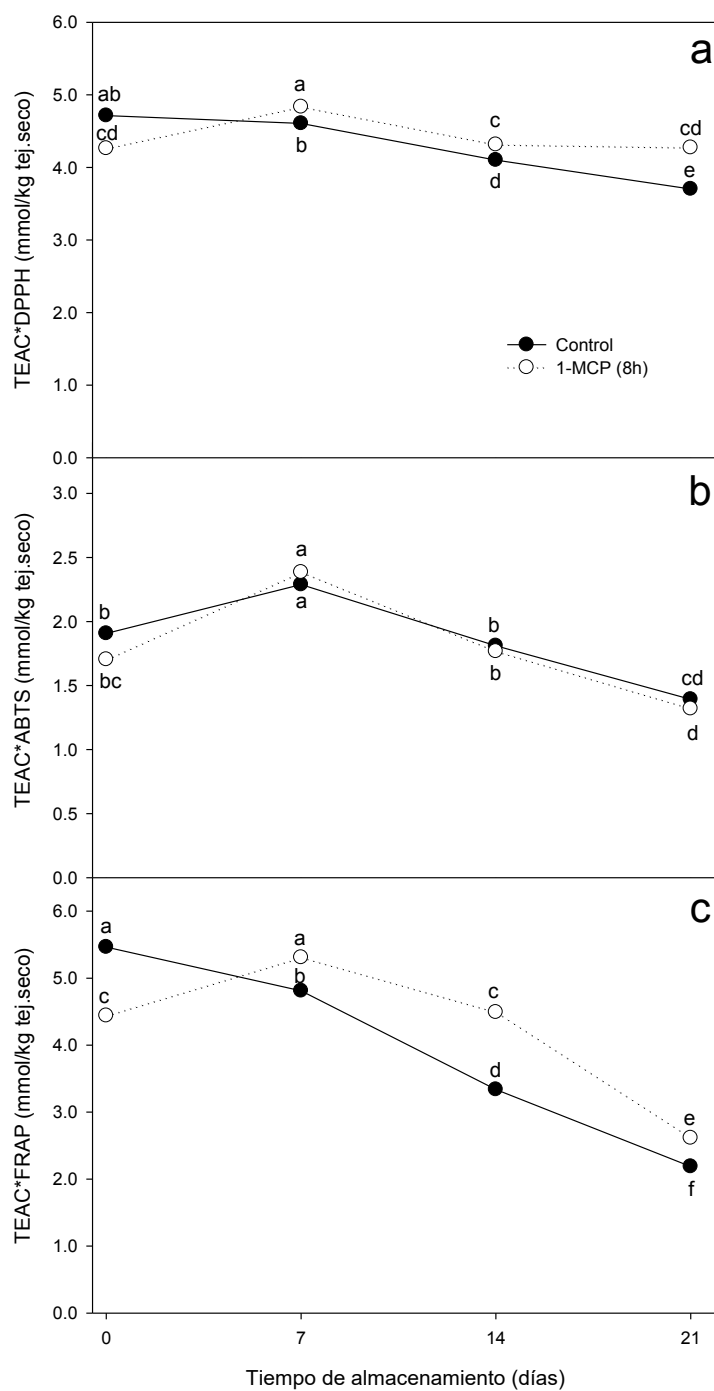 6.0
a
5.0
ab
a
c
cd
cd
b
4.0
d
e
3.0
TEAC*DPPH (mmol/kg tej.seco)
Control
2.0
1-MCP (8h)
1.0
0.0
b
3.0
2.5
a
a
2.0
b
b
bc
b
1.5
cd
d
TEAC*ABTS (mmol/kg tej.seco)
1.0
0.5
0.0
c
6.0
a
a
5.0
b
c
c
4.0
d
3.0
e
2.0
f
TEAC*FRAP (mmol/kg tej.seco)
1.0
0.0
0 7 14 21
Tiempo de almacenamiento (días)